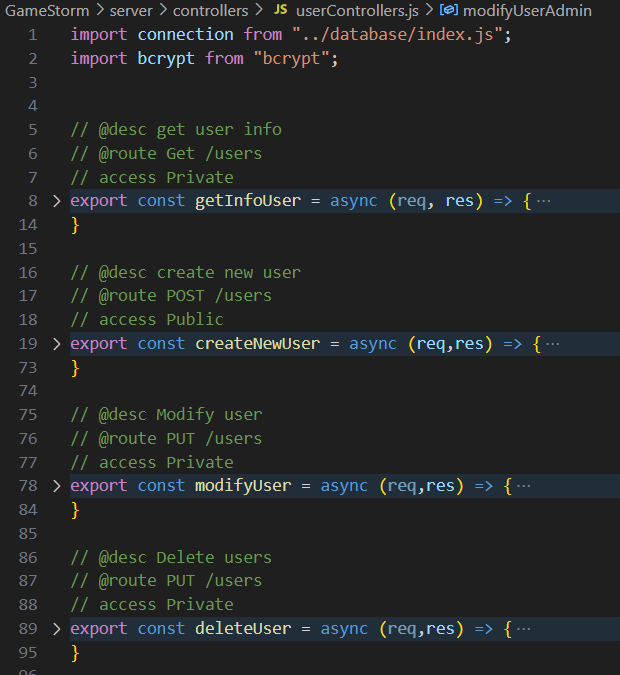 GameStorm > server > controllers > JS userControllers.js > modifyUserAdmin
1 import connection from "../database/index.js";
2 import bcrypt from "bcrypt";
3
4
5 // @desc get user info
6 // @route Get /users
7 // access Private
8 > export const getInfoUser = async (req, res) => { ···
14 }
15
16 // @desc create new user
17 // @route POST /users
18 // access Public
19 > export const createNewUser = async (req,res) => { ···
73 }
74
75 // @desc Modify user
76 // @route PUT /users
77 // access Private
78 > export const modifyUser = async (req,res) => { ···
84 }
85
86 // @desc Delete users
87 // @route PUT /users
88 // access Private
89 > export const deleteUser = async (req,res) => { ···
95 }
96